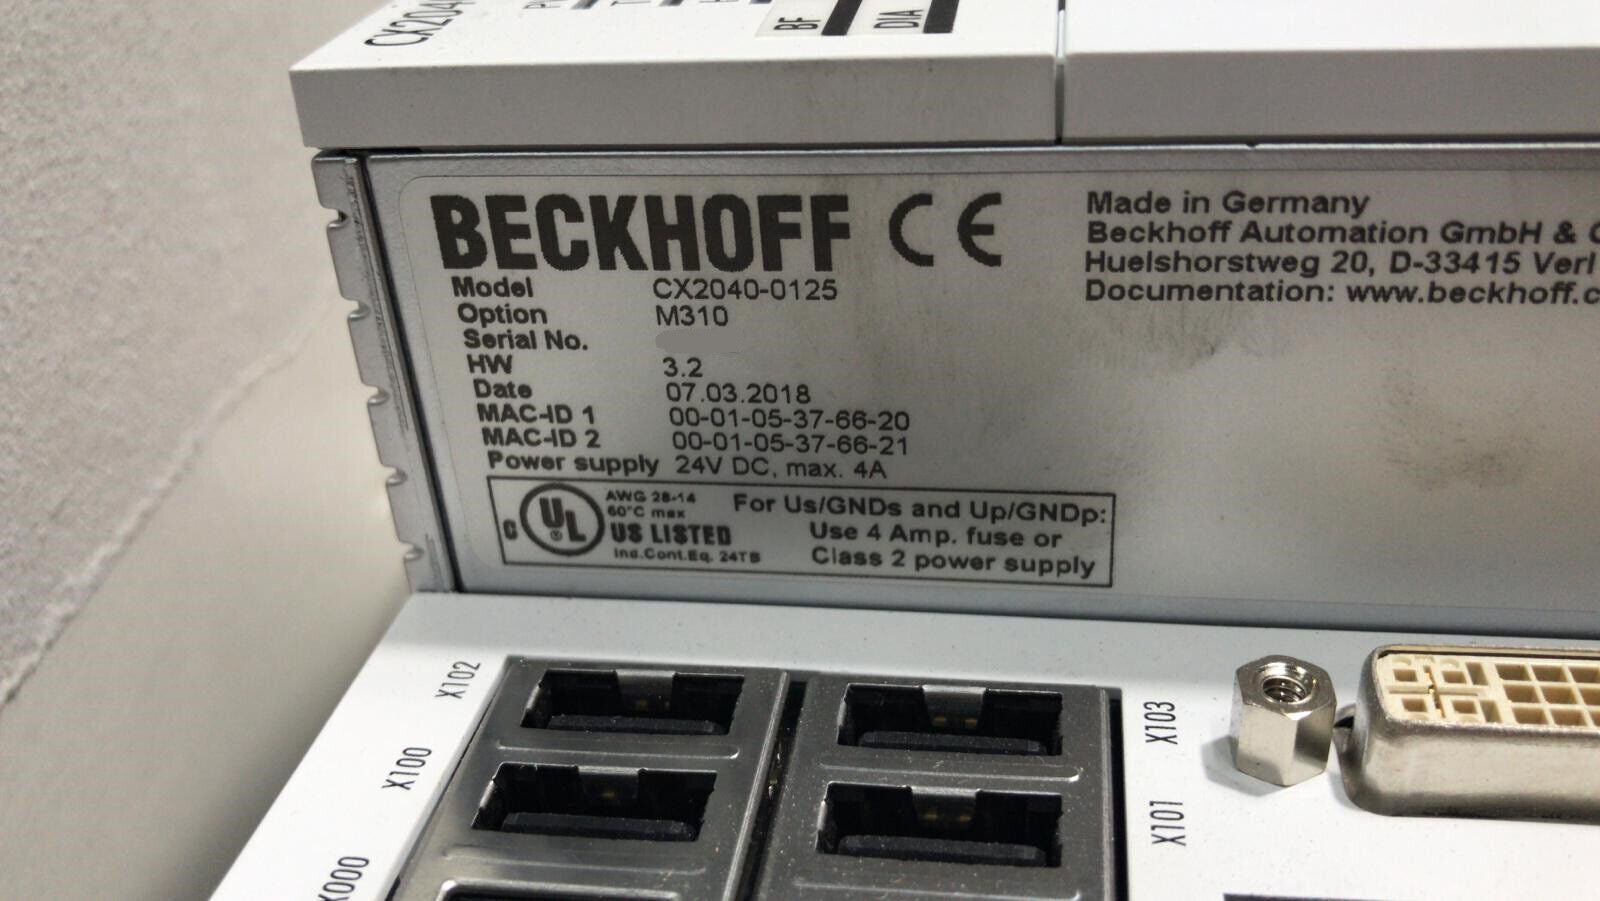 CX204
BF
DIA
BECKHOFF CE
Made in Germany
Beckhoff Automation GmbH &
Huelshorstweg 20, D-33415 Verl
Documentation: www.beckhoff.c
Model CX2040-0125
Option M310
Serial No.
HW 3.2
Date 07.03.2018
MAC-ID 1 00-01-05-37-66-20
MAC-ID 2 00-01-05-37-66-21
Power supply 24V DC, max. 4A
C UL ® US LISTED
AWG 28-14
60°C max
Ind.Cont.Eq. 24TB
For Us/GNDs and Up/GNDp:
Use 4 Amp. fuse or
Class 2 power supply
X102
X100
X000
X103
X101